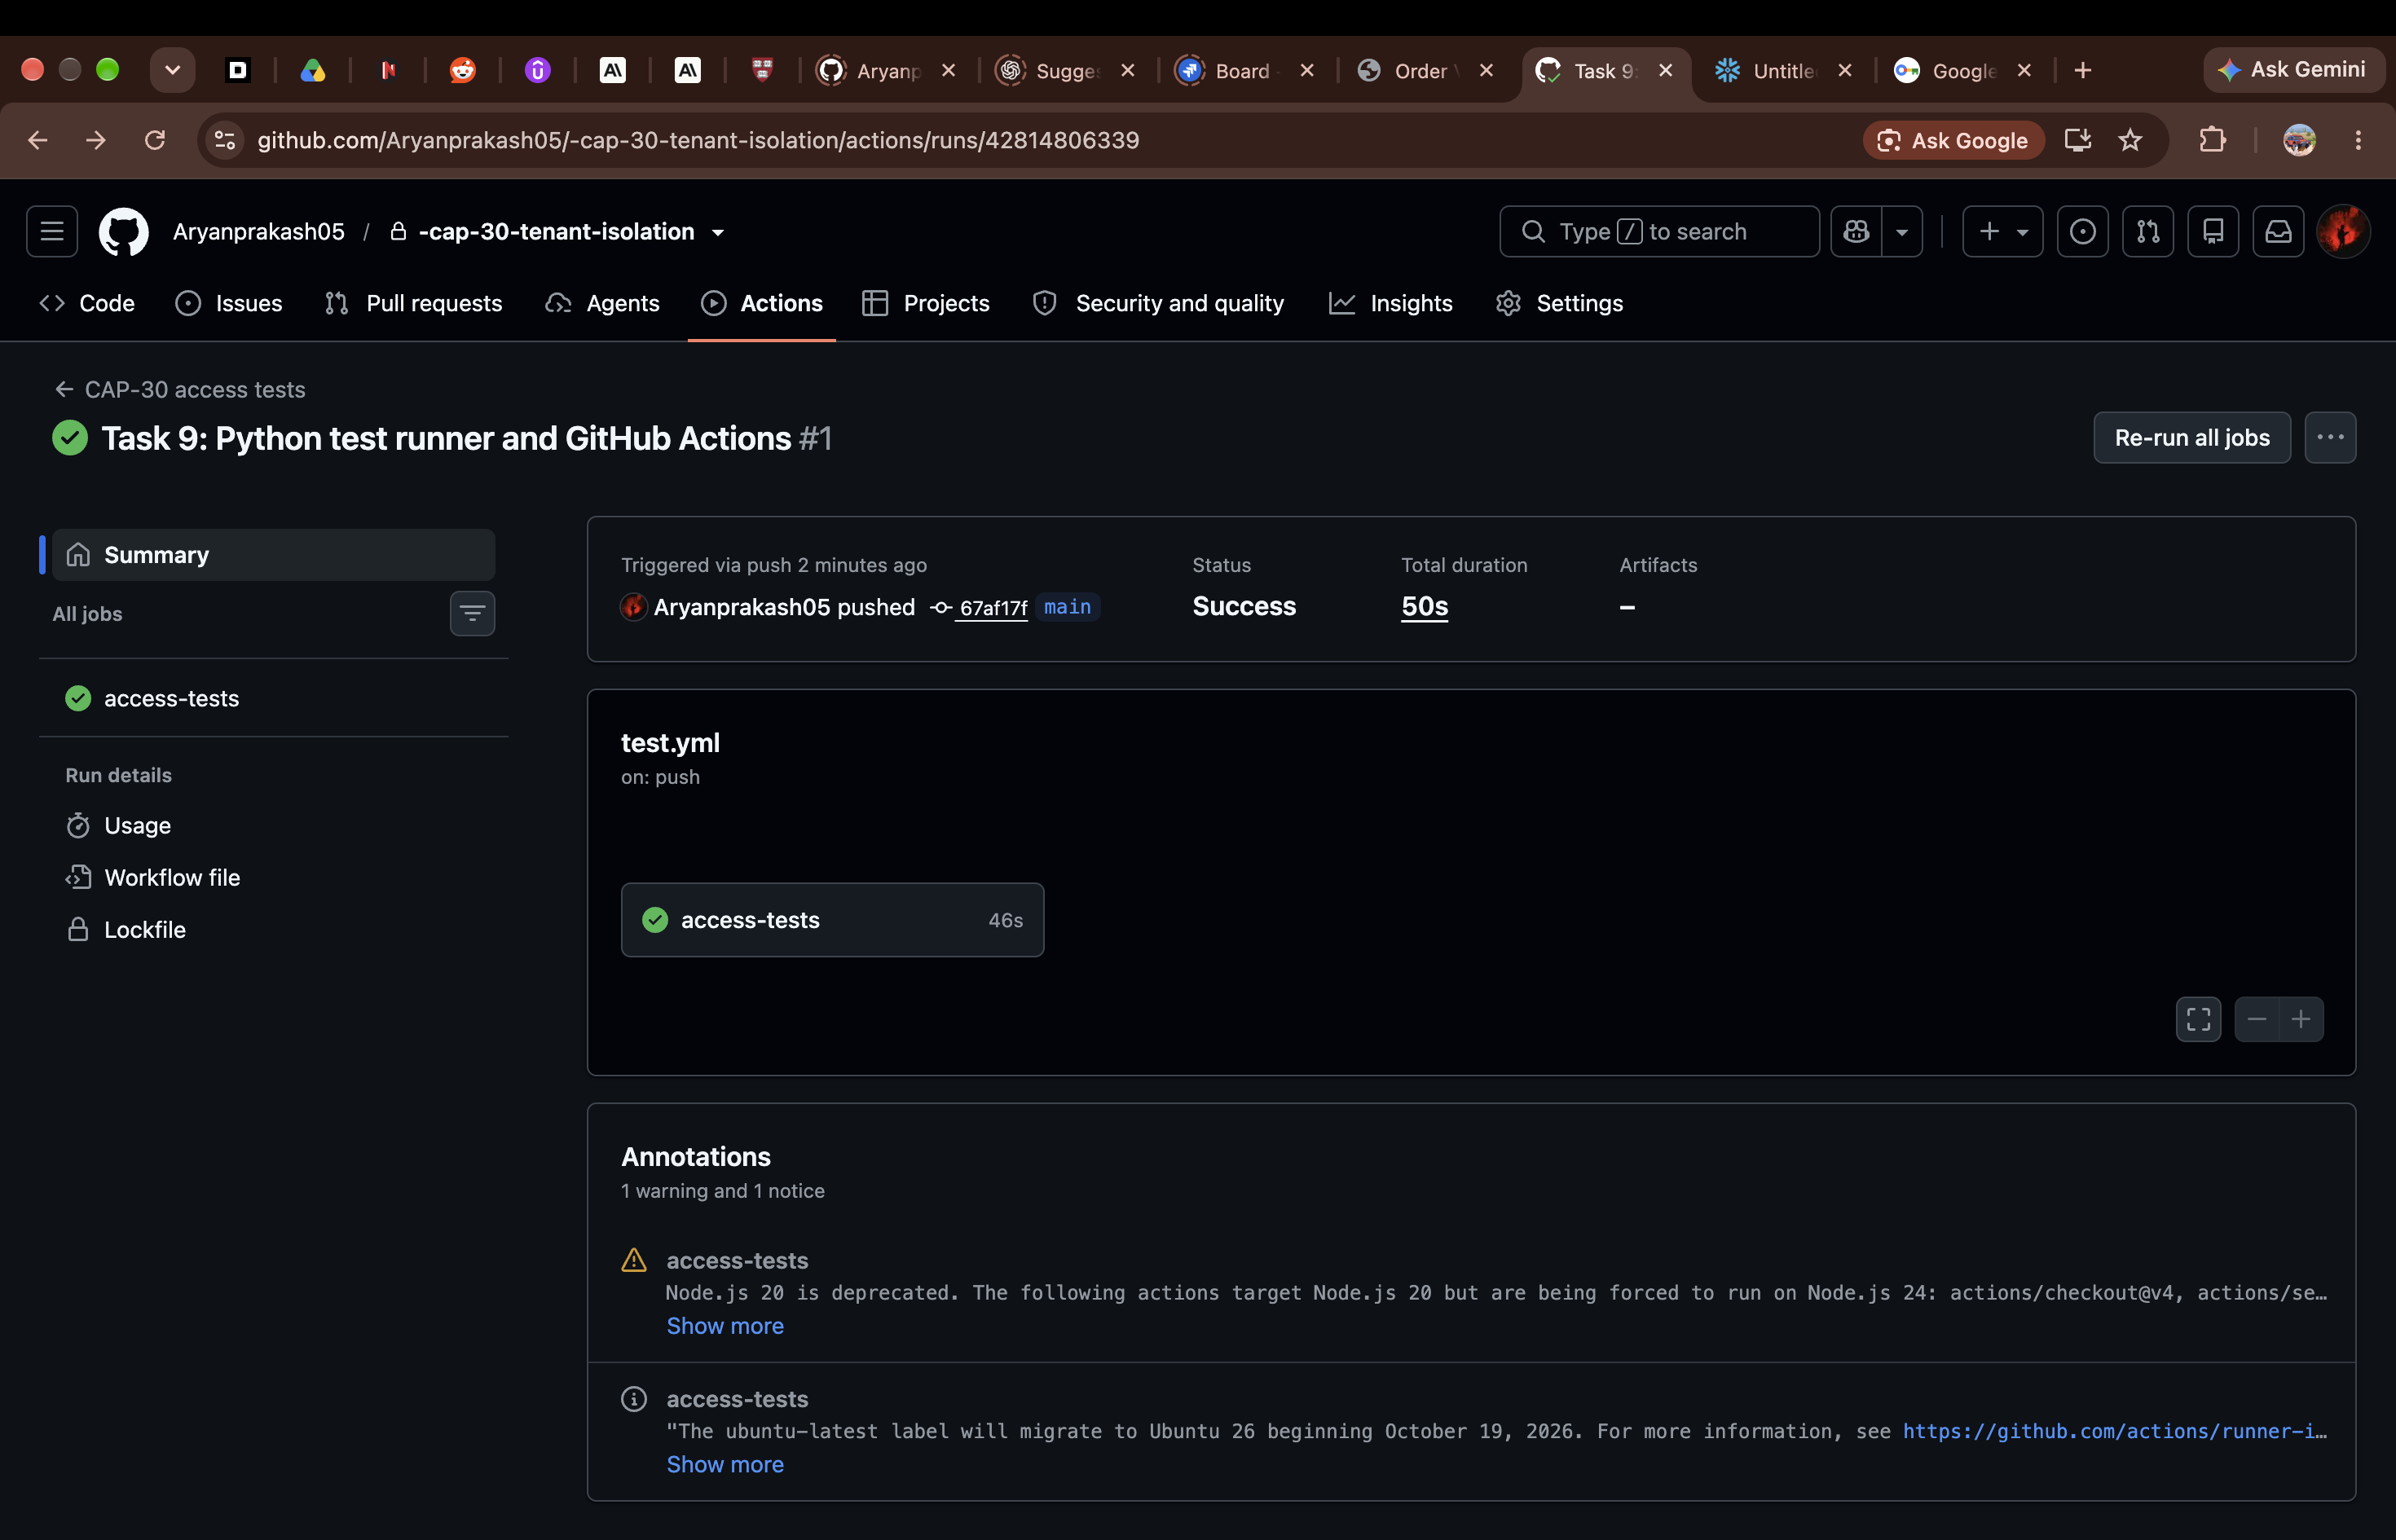 Aryanp
Sugges
Board
Order
Task 9:
Untitle
Google
Ask Gemini
github.com/Aryanprakash05/-cap-30-tenant-isolation/actions/runs/42814806339
Ask Google
Aryanprakash05 / -cap-30-tenant-isolation
Type / to search
Code
Issues
Pull requests
Agents
Actions
Projects
Security and quality
Insights
Settings
CAP-30 access tests
Task 9: Python test runner and GitHub Actions #1
Re-run all jobs
Summary
All jobs
access-tests
Run details
Usage
Workflow file
Lockfile
Triggered via push 2 minutes ago
Aryanprakash05 pushed 67af17f main
Status
Success
Total duration
50s
Artifacts
–
test.yml
on: push
access-tests 46s
Annotations
1 warning and 1 notice
access-tests
Node.js 20 is deprecated. The following actions target Node.js 20 but are being forced to run on Node.js 24: actions/checkout@v4, actions/se…
Show more
access-tests
"The ubuntu-latest label will migrate to Ubuntu 26 beginning October 19, 2026. For more information, see https://github.com/actions/runner-i…
Show more